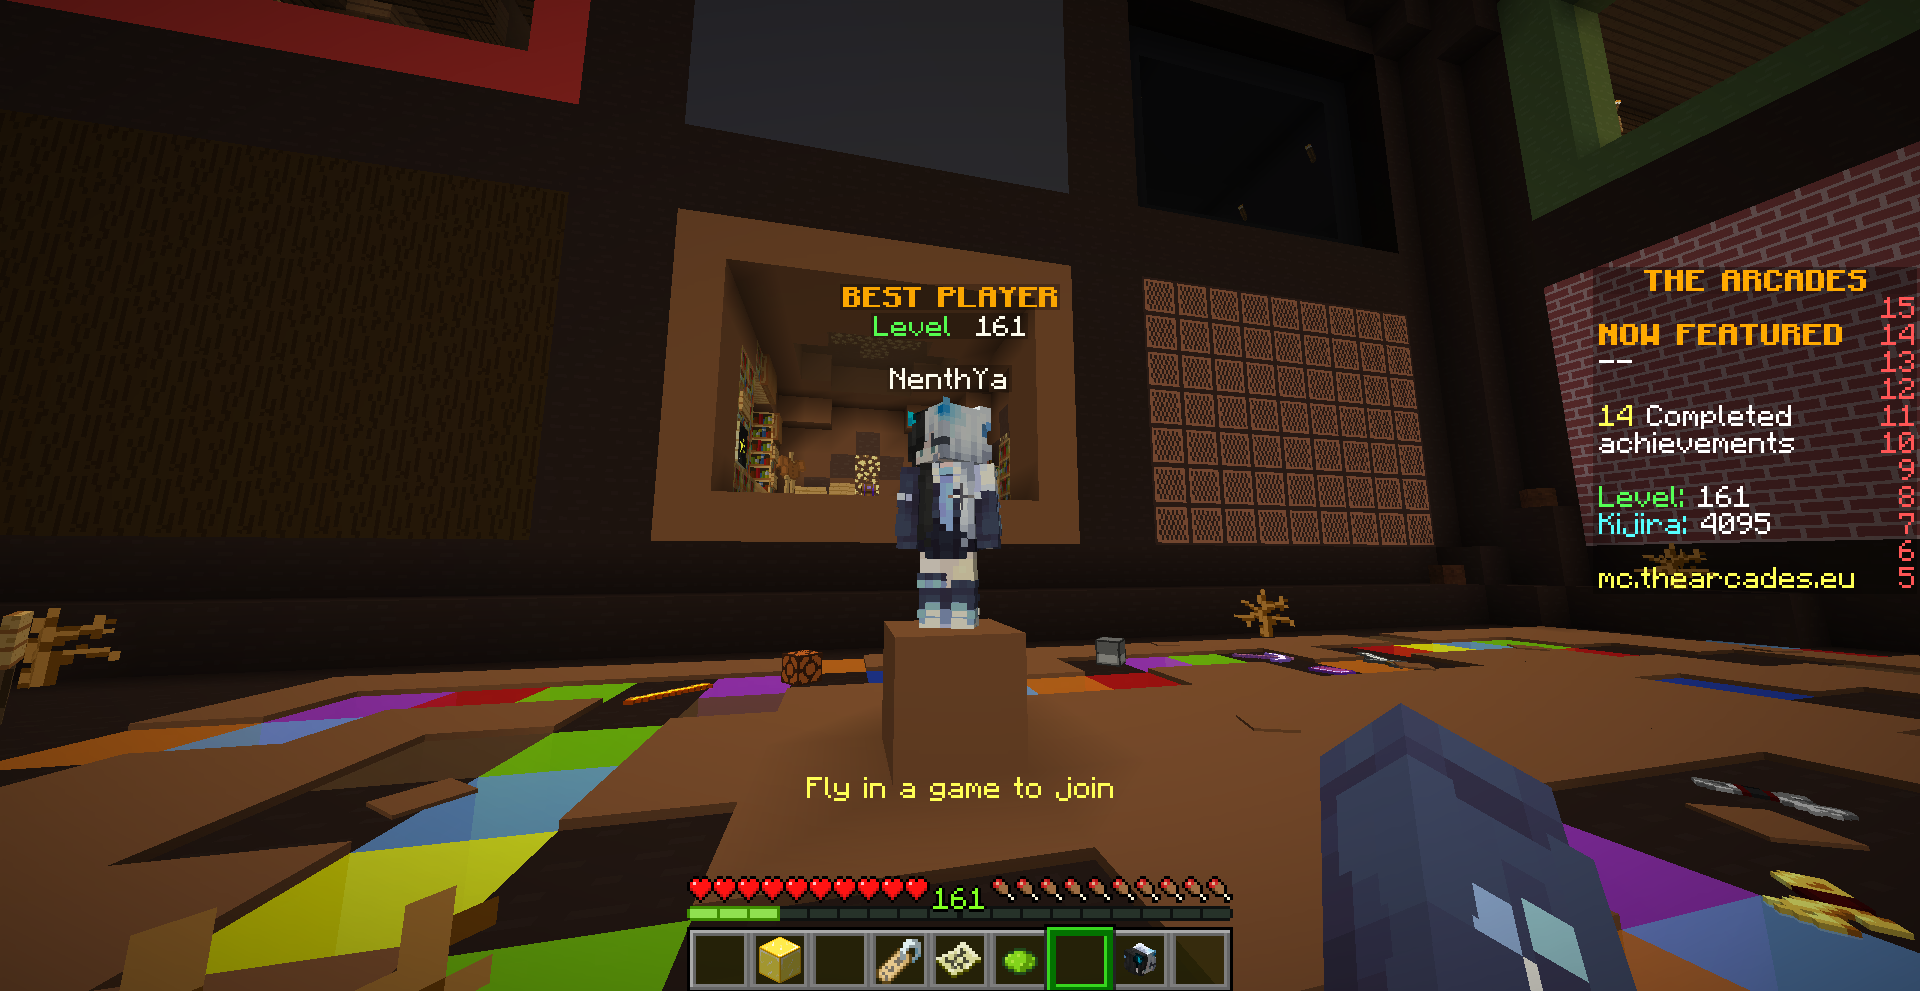 BEST PLAYER
Level 161
NenthYa
THE ARCADES
15
NOW FEATURED 14
-- 13
12
14 Completed 11
achievements 10
9
Level: 161 8
Kijira: 4095 7
6
mc.thearcades.eu 5
Fly in a game to join
161